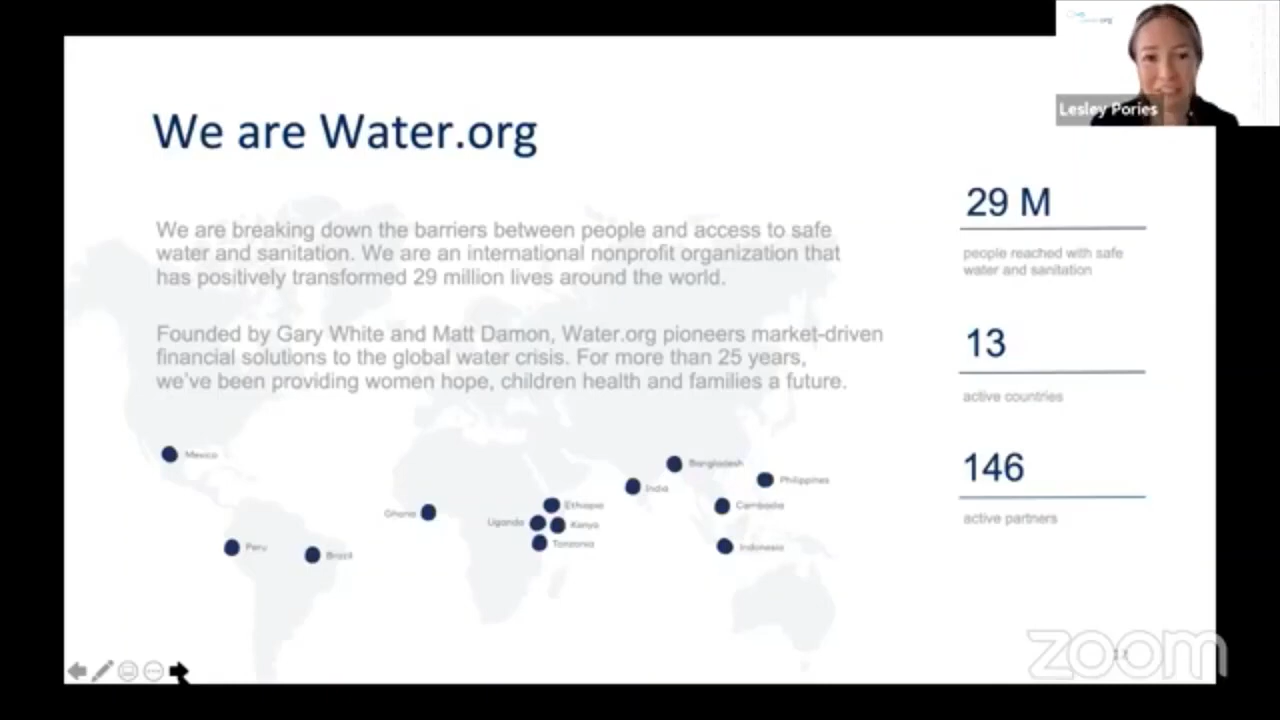 Lesley Pories
We are Water.org
We are breaking down the barriers between people and access to safe
water and sanitation. We are an international nonprofit organization that
has positively transformed 29 million lives around the world.
Founded by Gary White and Matt Damon, Water.org pioneers market-driven
financial solutions to the global water crisis. For more than 25 years,
we've been providing women hope, children health and families a future.
29 M
people reached with safe
water and sanitation
13
active countries
146
active partners
Mexico
Peru
Brazil
Ghana
Uganda
Ethiopia
Kenya
Tanzania
India
Bangladesh
Philippines
Cambodia
Indonesia
zoom